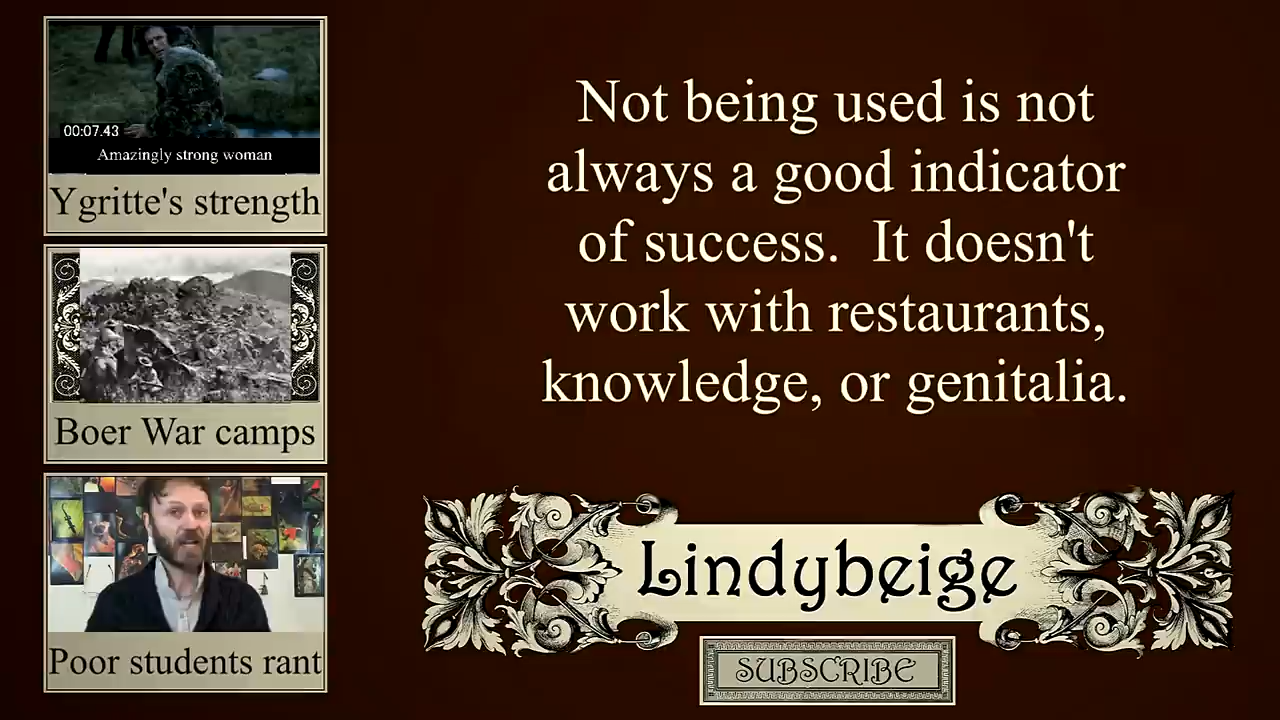 00:07.43
Amazingly strong woman
Ygritte's strength
Boer War camps
Poor students rant
Not being used is not
always a good indicator
of success.  It doesn't
work with restaurants,
knowledge, or genitalia.
Lindybeige
SUBSCRIBE